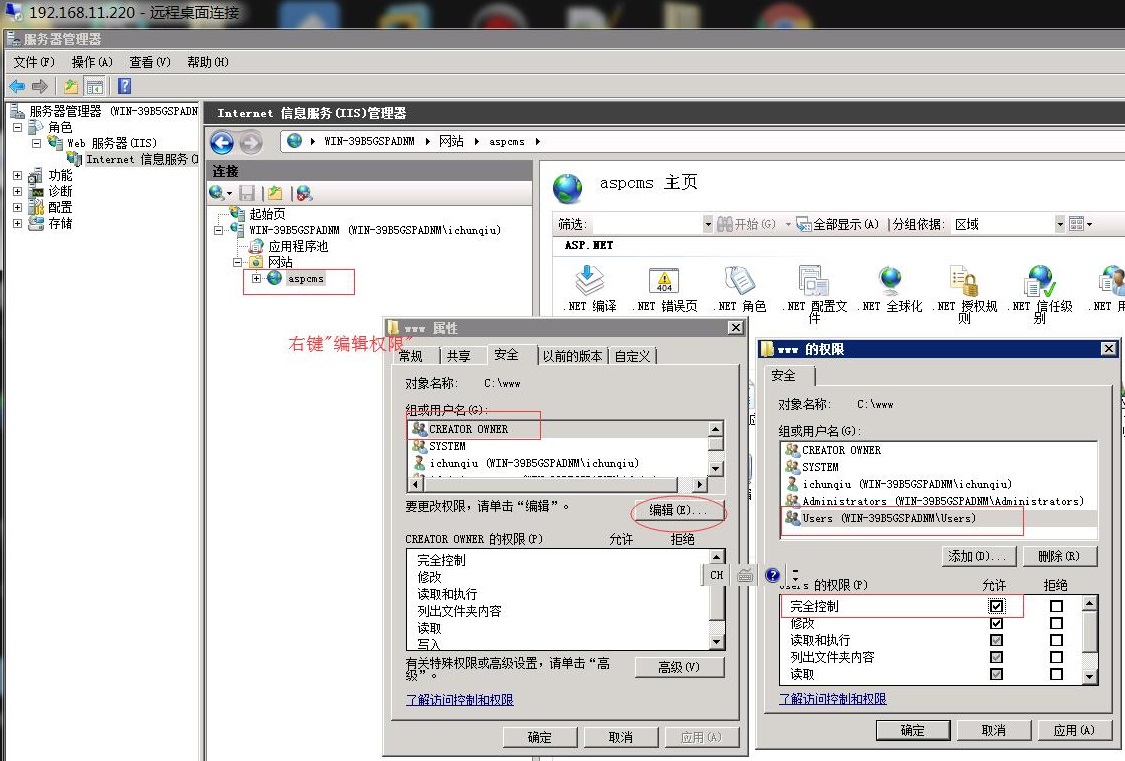 192.168.11.220 - 远程桌面连接
服务器管理器
文件(F) 操作(A) 查看(V) 帮助(H)
服务器管理器 (WIN-39B5GSPADN
角色
Web 服务器(IIS)
Internet 信息服务(I
功能
诊断
配置
存储
Internet 信息服务(IIS)管理器
WIN-39B5GSPADNM 网站 aspcms
连接
起始页
WIN-39B5GSPADNM (WIN-39B5GSPADNM\ichunqiu)
应用程序池
网站
aspcms
右键"编辑权限"
aspcms 主页
筛选: 开始(G) 全部显示(A) 分组依据: 区域
ASP.NET
.NET 编译
.NET 错误页
.NET 角色
.NET 配置文件
.NET 全球化
.NET 授权规则
.NET 信任级别
.NET 用
404
www 属性
常规 共享 安全 以前的版本 自定义
对象名称: C:\www
组或用户名(G):
CREATOR OWNER
SYSTEM
ichunqiu (WIN-39B5GSPADNM\ichunqiu)
要更改权限，请单击“编辑”。
编辑(E)...
CREATOR OWNER 的权限(P) 允许 拒绝
完全控制
修改
读取和执行
列出文件夹内容
读取
写入
有关特殊权限或高级设置，请单击“高级”。
高级(V)
了解访问控制和权限
确定 取消 应用(A)
CH
www 的权限
安全
对象名称: C:\www
组或用户名(G):
CREATOR OWNER
SYSTEM
ichunqiu (WIN-39B5GSPADNM\ichunqiu)
Administrators (WIN-39B5GSPADNM\Administrators)
Users (WIN-39B5GSPADNM\Users)
添加(D)... 删除(R)
Users 的权限(P) 允许 拒绝
完全控制
修改
读取和执行
列出文件夹内容
读取
了解访问控制和权限
确定 取消 应用(A)